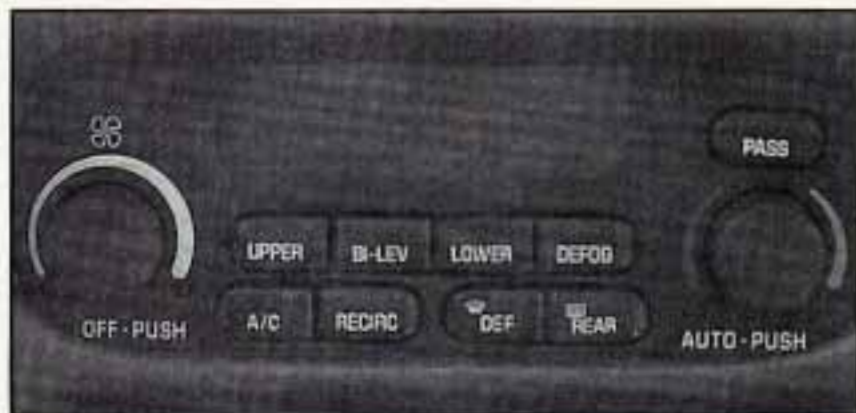 PASS
UPPER BI-LEV LOWER DEFOG
A/C RECIRC DEF REAR
OFF-PUSH AUTO-PUSH